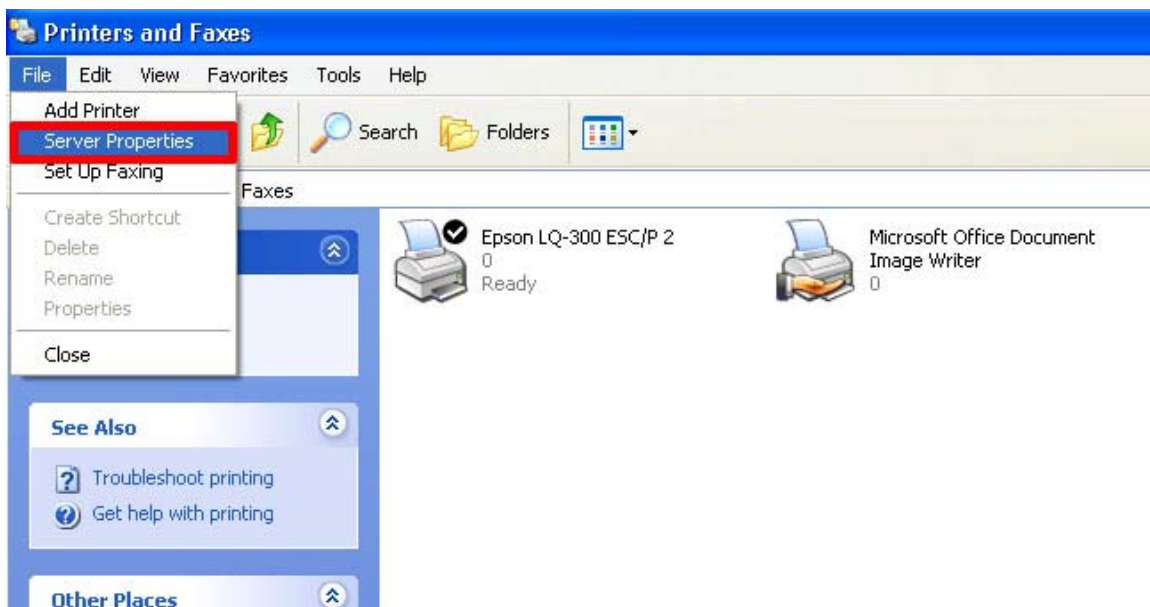 Printers and Faxes
File Edit View Favorites Tools Help
Add Printer
Server Properties
Set Up Faxing
Create Shortcut
Delete
Rename
Properties
Close
Search Folders
Faxes
Epson LQ-300 ESC/P 2
0
Ready
Microsoft Office Document
Image Writer
0
See Also
Troubleshoot printing
Get help with printing
Other Places